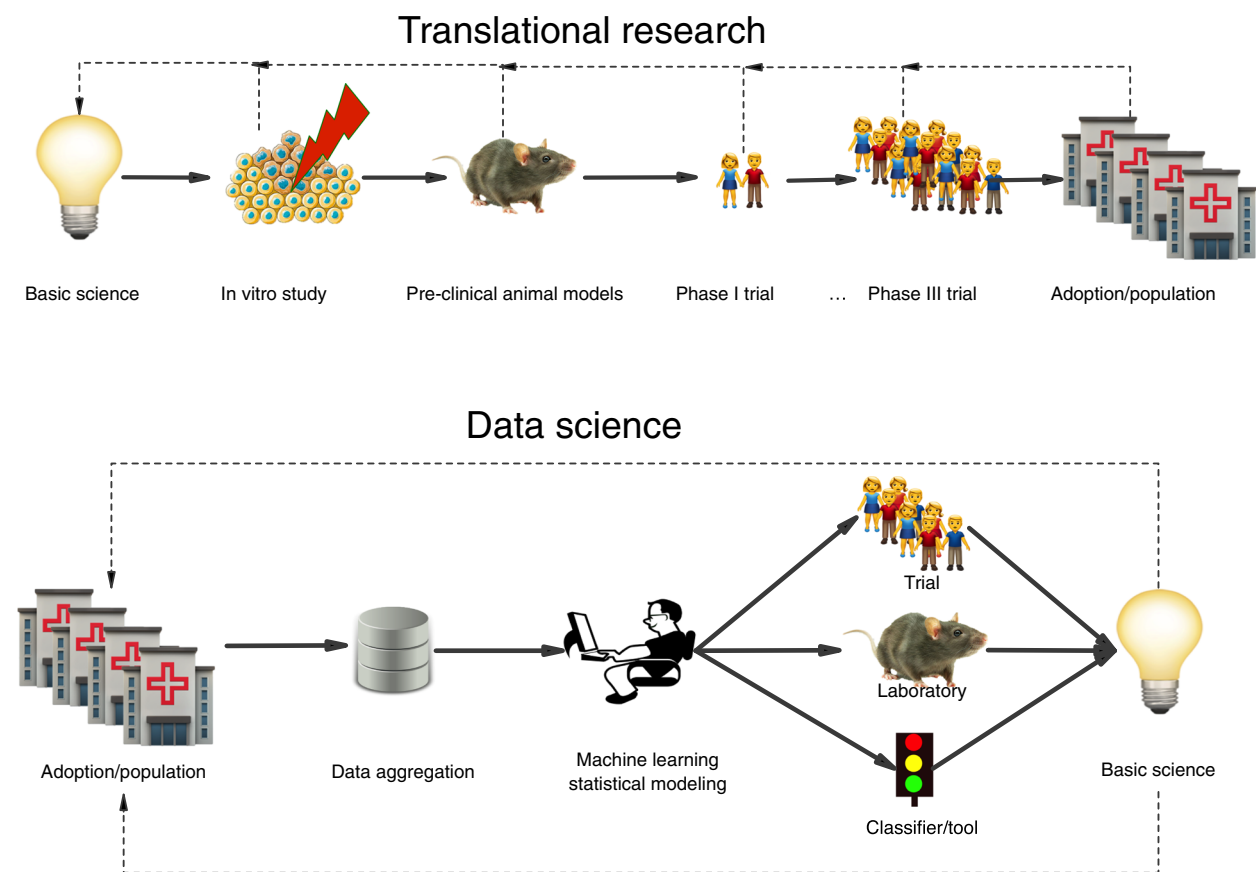 Translational research
Basic science
In vitro study
Pre-clinical animal models
Phase I trial
...
Phase III trial
Adoption/population
Data science
Trial
Laboratory
Adoption/population
Data aggregation
Machine learning
statistical modeling
Classifier/tool
Basic science